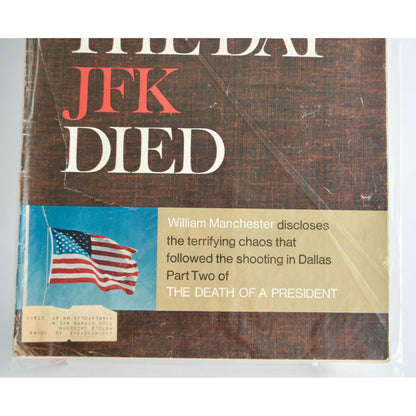 THE DAY
JFK
DIED
William Manchester discloses
the terrifying chaos that
followed the shooting in Dallas
Part Two of
THE DEATH OF A PRESIDENT